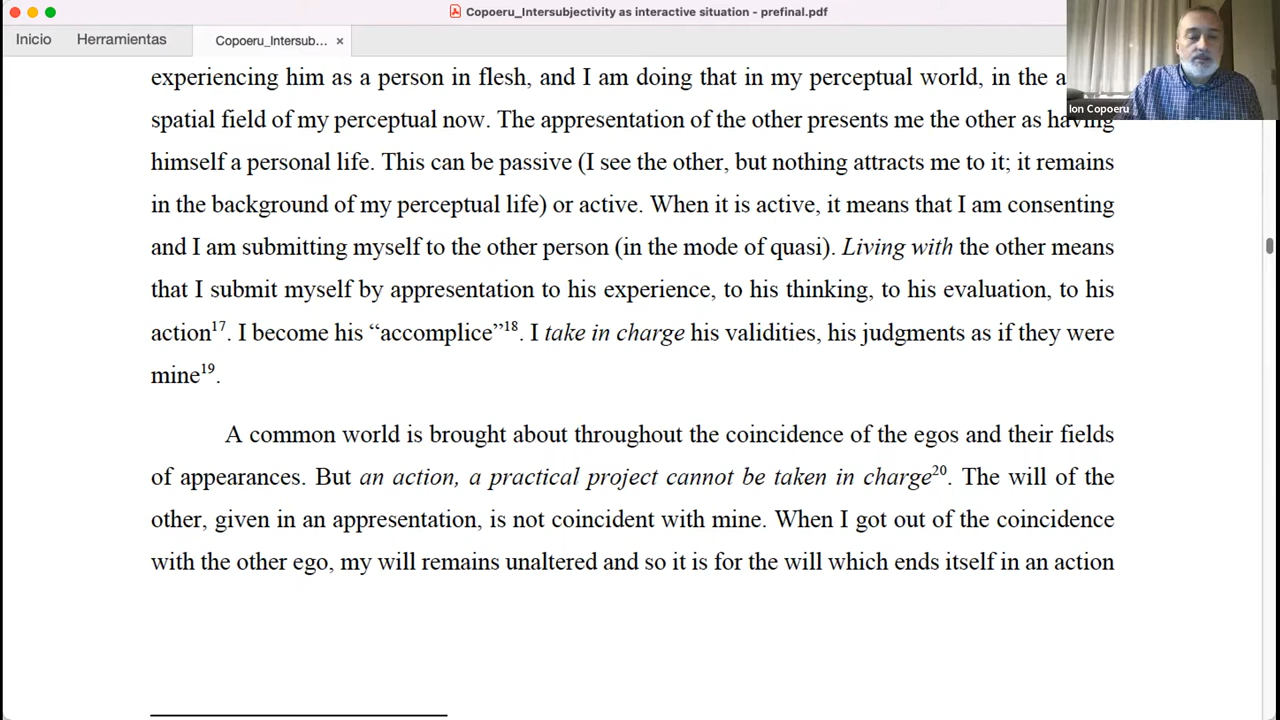 Copoeru_Intersubjectivity as interactive situation - prefinal.pdf
Inicio Herramientas Copoeru_Intersub... ×
Ion Copoeru
experiencing him as a person in flesh, and I am doing that in my perceptual world, in the
spatial field of my perceptual now. The appresentation of the other presents me the other as having
himself a personal life. This can be passive (I see the other, but nothing attracts me to it; it remains
in the background of my perceptual life) or active. When it is active, it means that I am consenting
and I am submitting myself to the other person (in the mode of quasi). Living with the other means
that I submit myself by appresentation to his experience, to his thinking, to his evaluation, to his
action17. I become his “accomplice”18. I take in charge his validities, his judgments as if they were
mine19.
A common world is brought about throughout the coincidence of the egos and their fields
of appearances. But an action, a practical project cannot be taken in charge20. The will of the
other, given in an appresentation, is not coincident with mine. When I got out of the coincidence
with the other ego, my will remains unaltered and so it is for the will which ends itself in an action